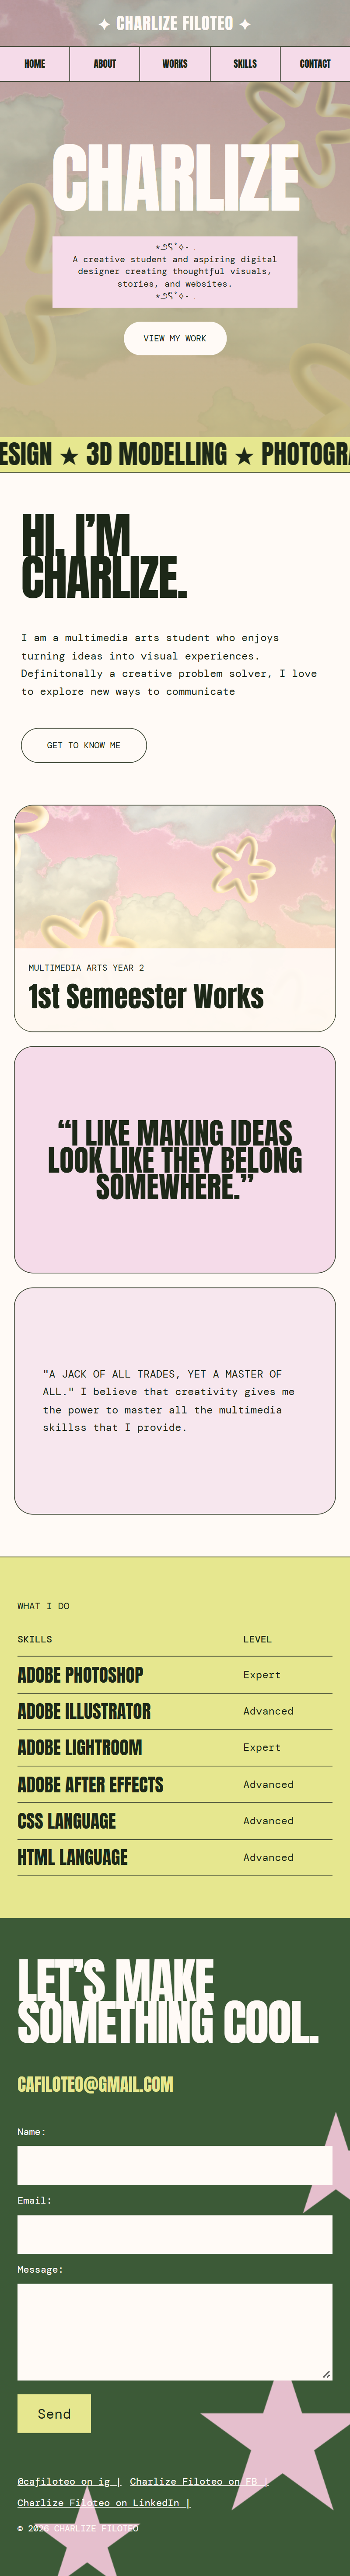 ✦ CHARLIZE FILOTEO ✦
HOME ABOUT WORKS SKILLS CONTACT
CHARLIZE
⋆౨ৎ˚⟡˖
A creative student and aspiring digital
designer creating thoughtful visuals,
stories, and websites.
⋆౨ৎ˚⟡˖
VIEW MY WORK
ESIGN ★ 3D MODELLING ★ PHOTOGRA
HI, I’M
CHARLIZE.
I am a multimedia arts student who enjoys
turning ideas into visual experiences.
Definitonally a creative problem solver, I love
to explore new ways to communicate
GET TO KNOW ME
MULTIMEDIA ARTS YEAR 2
1st Semeester Works
“I LIKE MAKING IDEAS
LOOK LIKE THEY BELONG
SOMEWHERE.”
"A JACK OF ALL TRADES, YET A MASTER OF
ALL." I believe that creativity gives me
the power to master all the multimedia
skillss that I provide.
WHAT I DO
SKILLS LEVEL
ADOBE PHOTOSHOP Expert
ADOBE ILLUSTRATOR Advanced
ADOBE LIGHTROOM Expert
ADOBE AFTER EFFECTS Advanced
CSS LANGUAGE Advanced
HTML LANGUAGE Advanced
LET’S MAKE
SOMETHING COOL.
CAFILOTEO@GMAIL.COM
Name:
Email:
Message:
Send
@cafiloteo on ig | Charlize Filoteo on FB |
Charlize Filoteo on LinkedIn |
© 2026 CHARLIZE FILOTEO